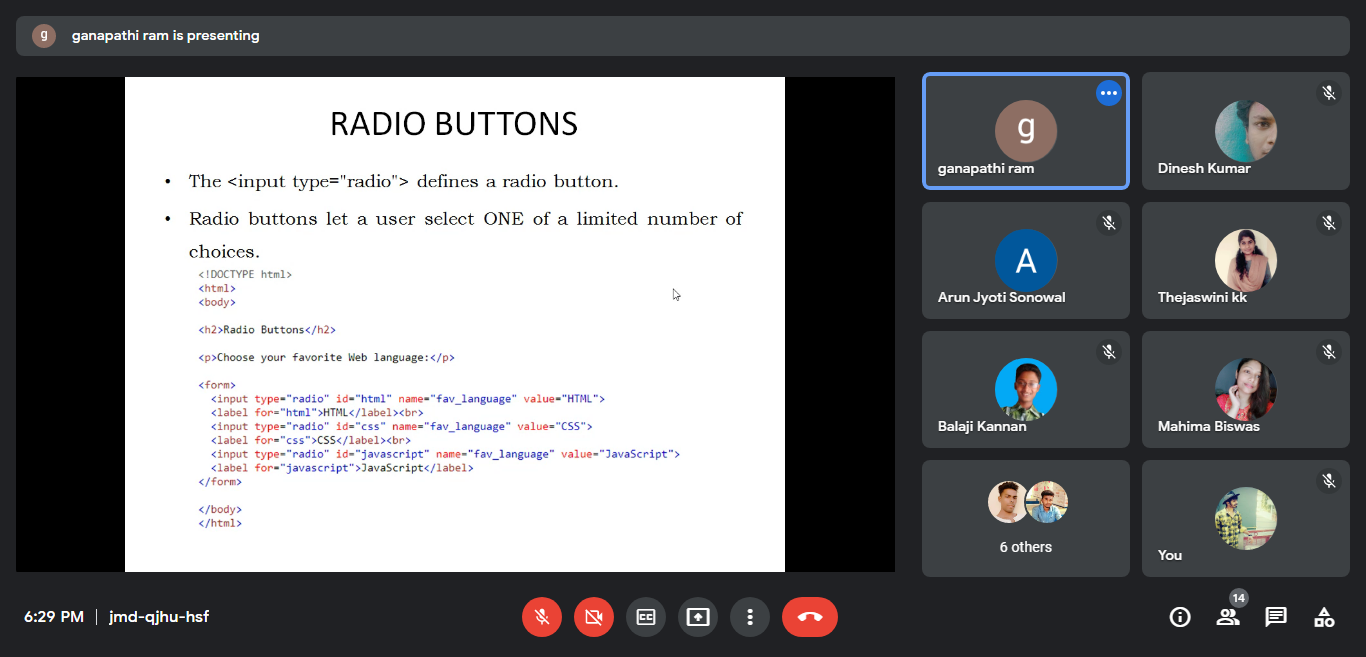 g
ganapathi ram is presenting
RADIO BUTTONS
• The <input type="radio"> defines a radio button.
• Radio buttons let a user select ONE of a limited number of
choices.
<!DOCTYPE html>
<html>
<body>
<h2>Radio Buttons</h2>
<p>Choose your favorite Web language:</p>
<form>
<input type="radio" id="html" name="fav_language" value="HTML">
<label for="html">HTML</label><br>
<input type="radio" id="css" name="fav_language" value="CSS">
<label for="css">CSS</label><br>
<input type="radio" id="javascript" name="fav_language" value="JavaScript">
<label for="javascript">JavaScript</label>
</form>
</body>
</html>
g
ganapathi ram
Dinesh Kumar
A
Arun Jyoti Sonowal
Thejaswini kk
Balaji Kannan
Mahima Biswas
6 others
You
6:29 PM | jmd-qjhu-hsf
CC
14